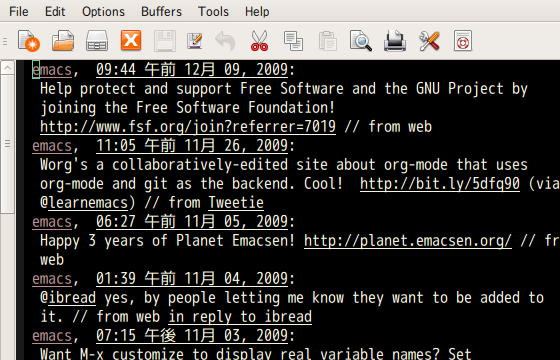 File Edit Options Buffers Tools Help
emacs, 09:44 午前 12月 09, 2009:
Help protect and support Free Software and the GNU Project by
joining the Free Software Foundation!
http://www.fsf.org/join?referrer=7019 // from web
emacs, 11:05 午前 11月 26, 2009:
Worg's a collaboratively-edited site about org-mode that uses
org-mode and git as the backend. Cool! http://bit.ly/5dfq90 (via
@learnemacs) // from Tweetie
emacs, 06:27 午前 11月 05, 2009:
Happy 3 years of Planet Emacsen! http://planet.emacsen.org/ // fr
web
emacs, 01:39 午前 11月 04, 2009:
@ibread yes, by people letting me know they want to be added to
it. // from web in reply to ibread
emacs, 07:15 午後 11月 03, 2009:
Want M-x customize to display real variable names? Set